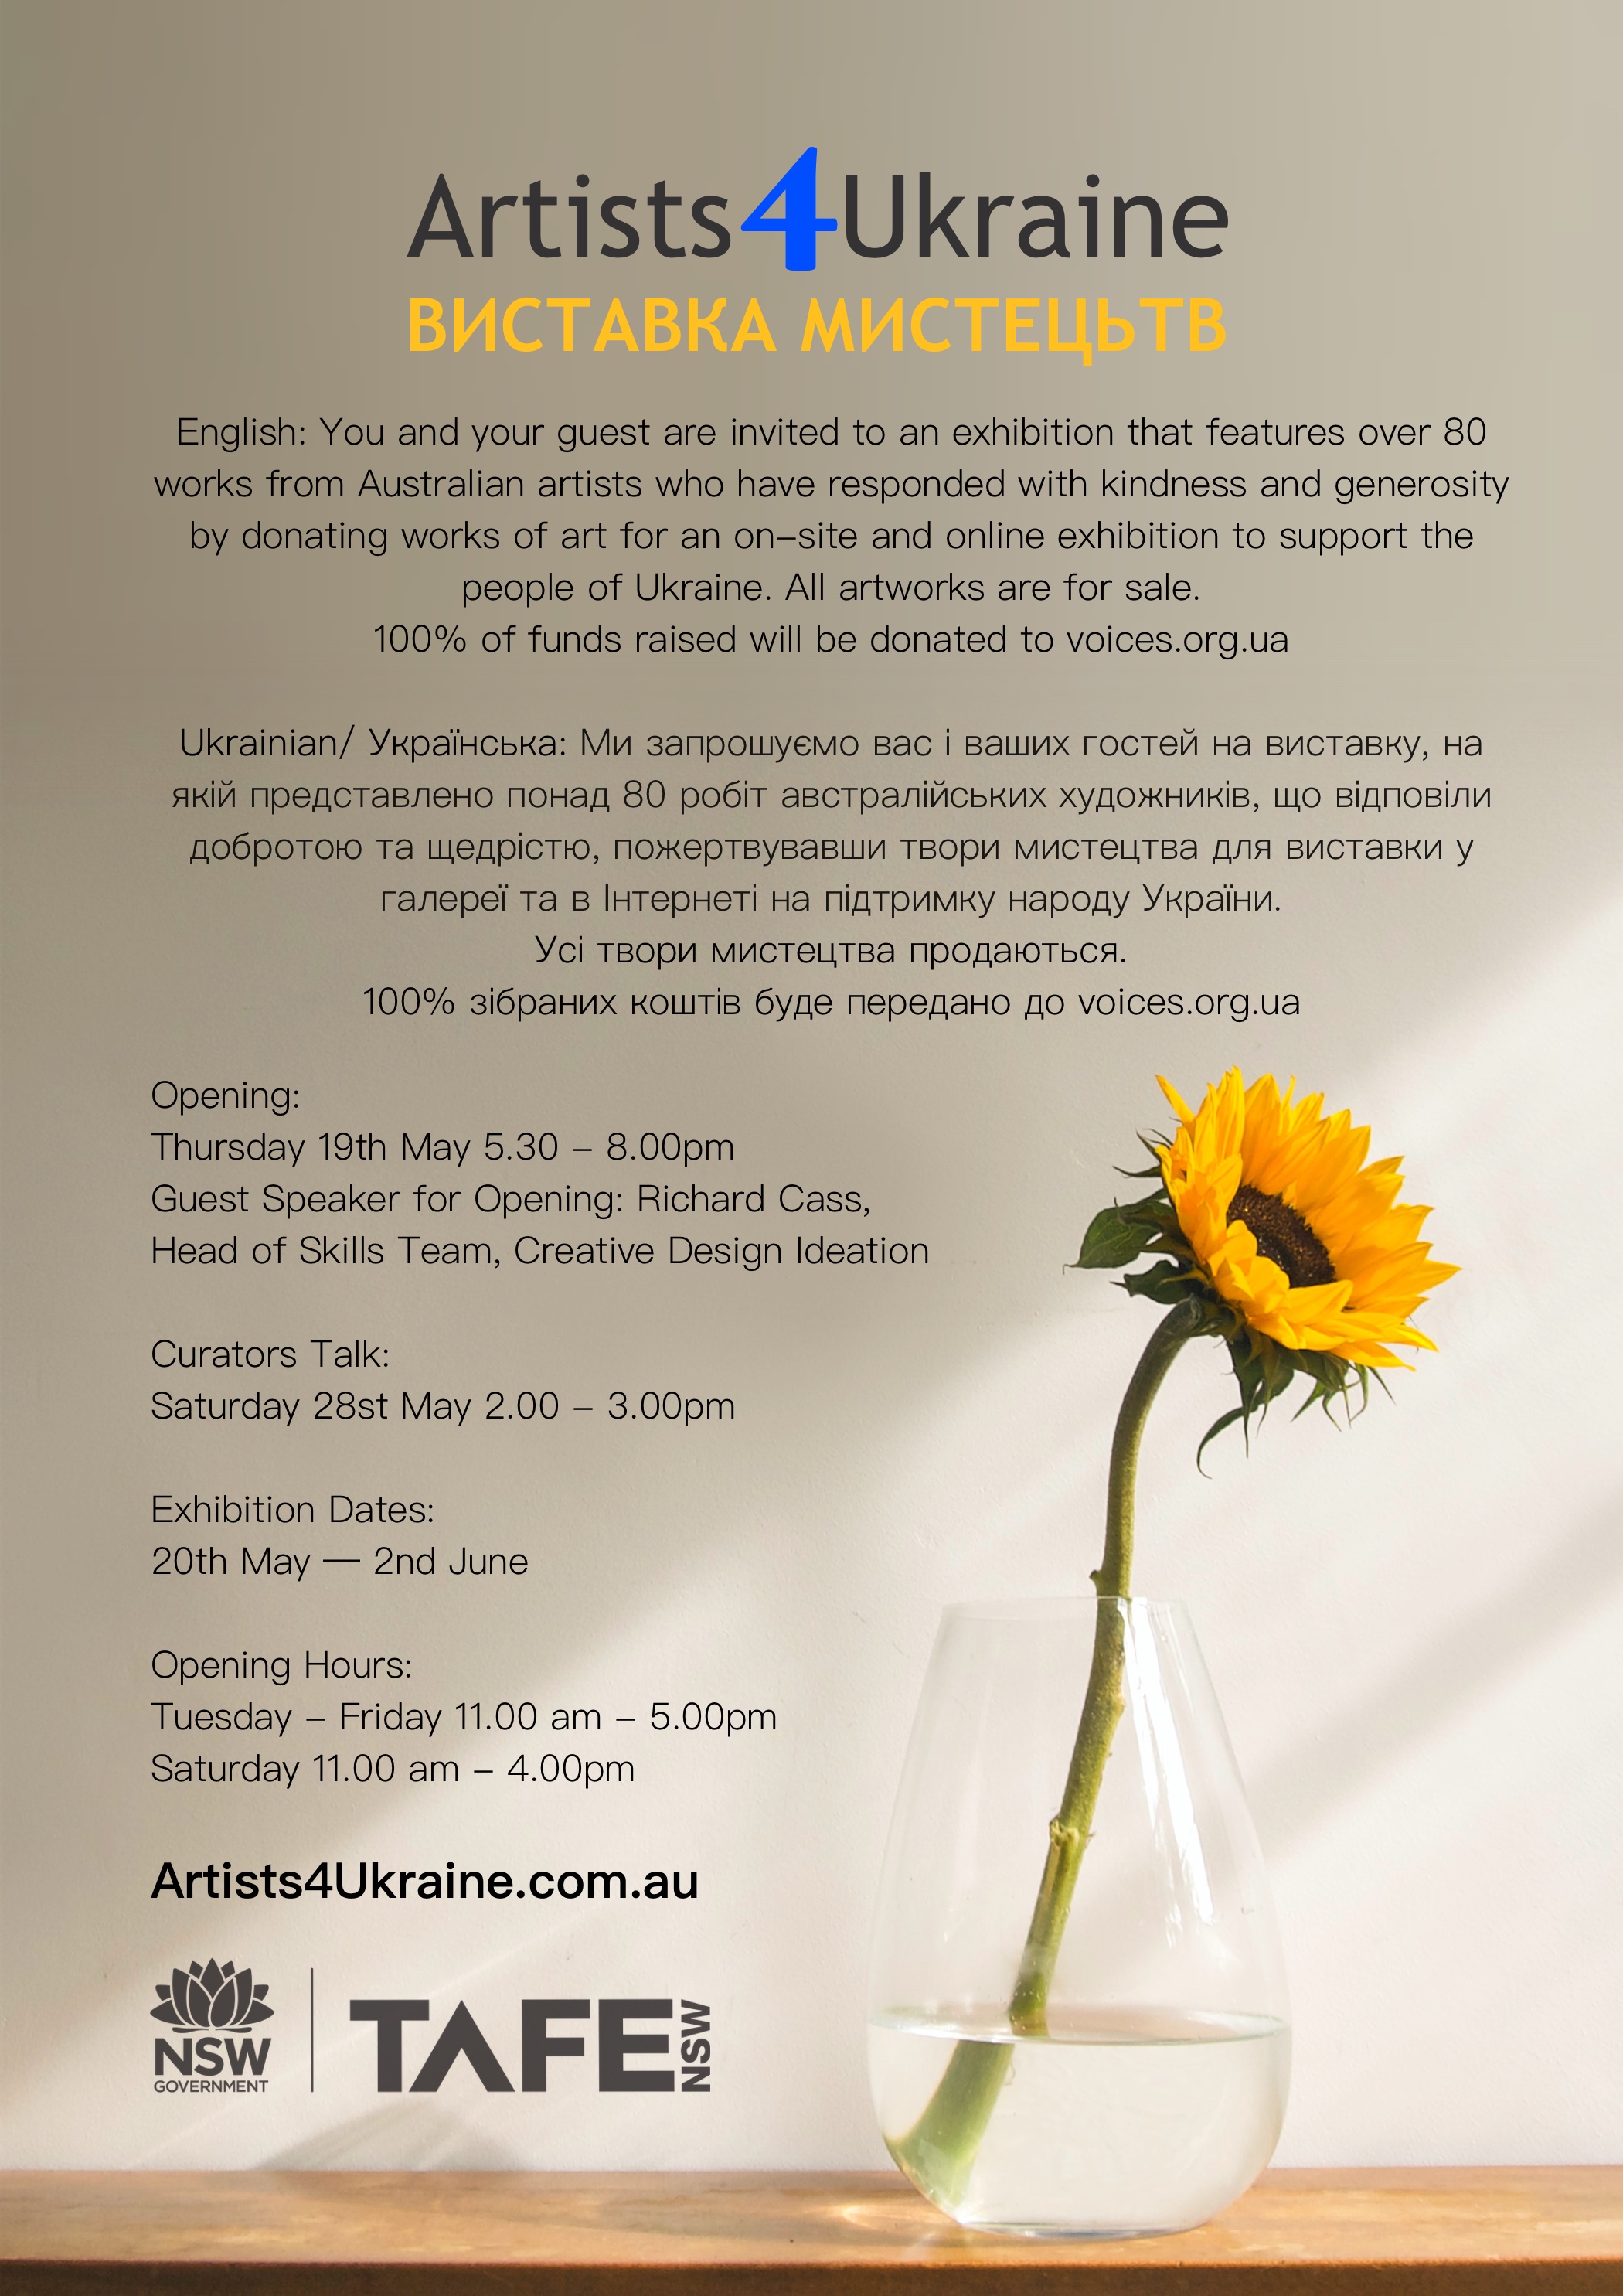 Artists4Ukraine
ВИСТАВКА МИСТЕЦЬТВ
English: You and your guest are invited to an exhibition that features over 80
works from Australian artists who have responded with kindness and generosity
by donating works of art for an on–site and online exhibition to support the
people of Ukraine. All artworks are for sale.
100% of funds raised will be donated to voices.org.ua
Ukrainian/ Українська: Ми запрошуємо вас і ваших гостей на виставку, на
якій представлено понад 80 робіт австралійських художників, що відповіли
добротою та щедрістю, пожертвувавши твори мистецтва для виставки у
галереї та в Інтернеті на підтримку народу України.
Усі твори мистецтва продаються.
100% зібраних коштів буде передано до voices.org.ua
Opening:
Thursday 19th May 5.30 – 8.00pm
Guest Speaker for Opening: Richard Cass,
Head of Skills Team, Creative Design Ideation
Curators Talk:
Saturday 28st May 2.00 – 3.00pm
Exhibition Dates:
20th May — 2nd June
Opening Hours:
Tuesday – Friday 11.00 am – 5.00pm
Saturday 11.00 am – 4.00pm
Artists4Ukraine.com.au
NSW
GOVERNMENT
TAFE NSW